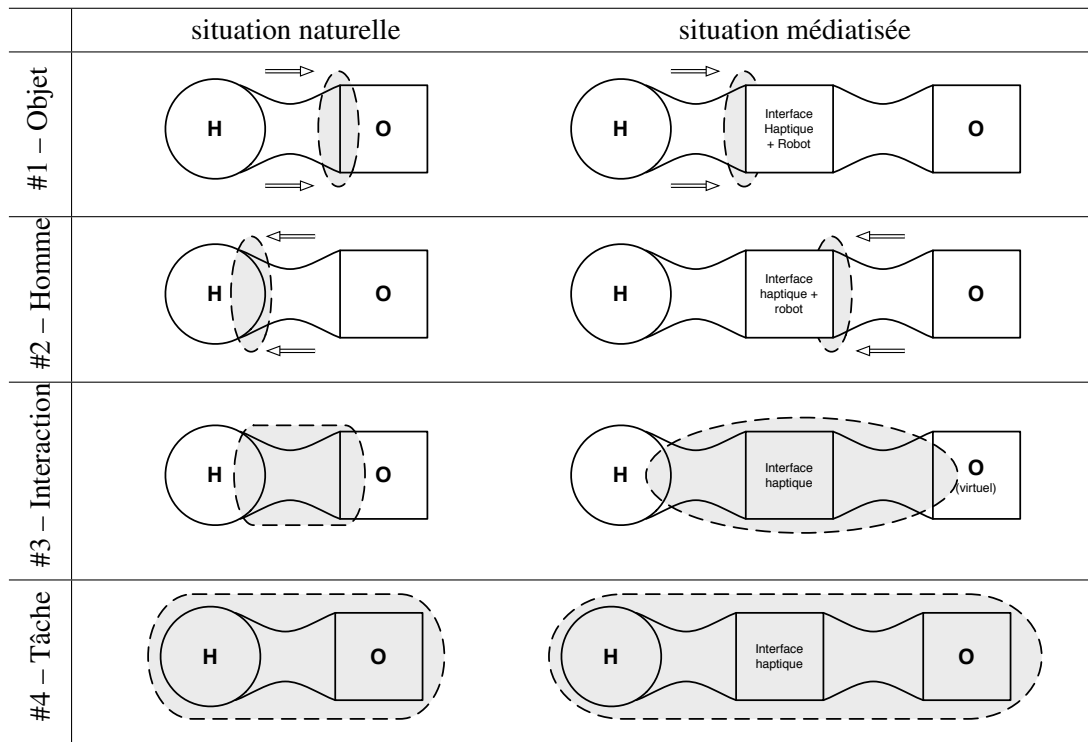 situation naturelle
situation médiatisée
#1 – Objet
H
O
H
Interface
Haptique
+ Robot
O
#2 – Homme
H
O
H
Interface
haptique +
robot
O
#3 – Interaction
H
O
H
Interface
haptique
O
(virtuel)
#4 – Tâche
H
O
H
Interface
haptique
O